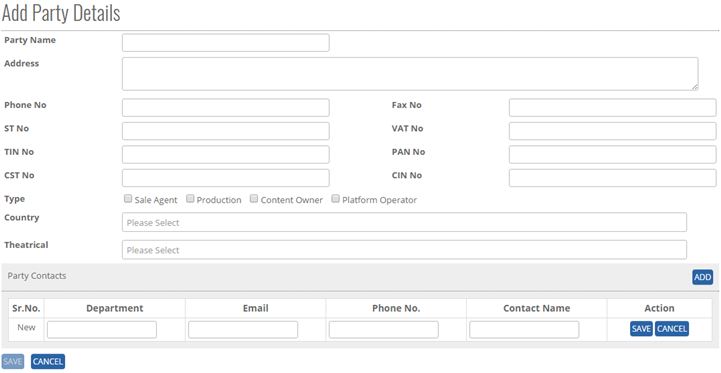 Add Party Details
Party Name
Address
Phone No Fax No
ST No VAT No
TIN No PAN No
CST No CIN No
Type Sale Agent Production Content Owner Platform Operator
Country Please Select
Theatrical Please Select
Party Contacts ADD
Sr.No. Department Email Phone No. Contact Name Action
New SAVE CANCEL
SAVE CANCEL